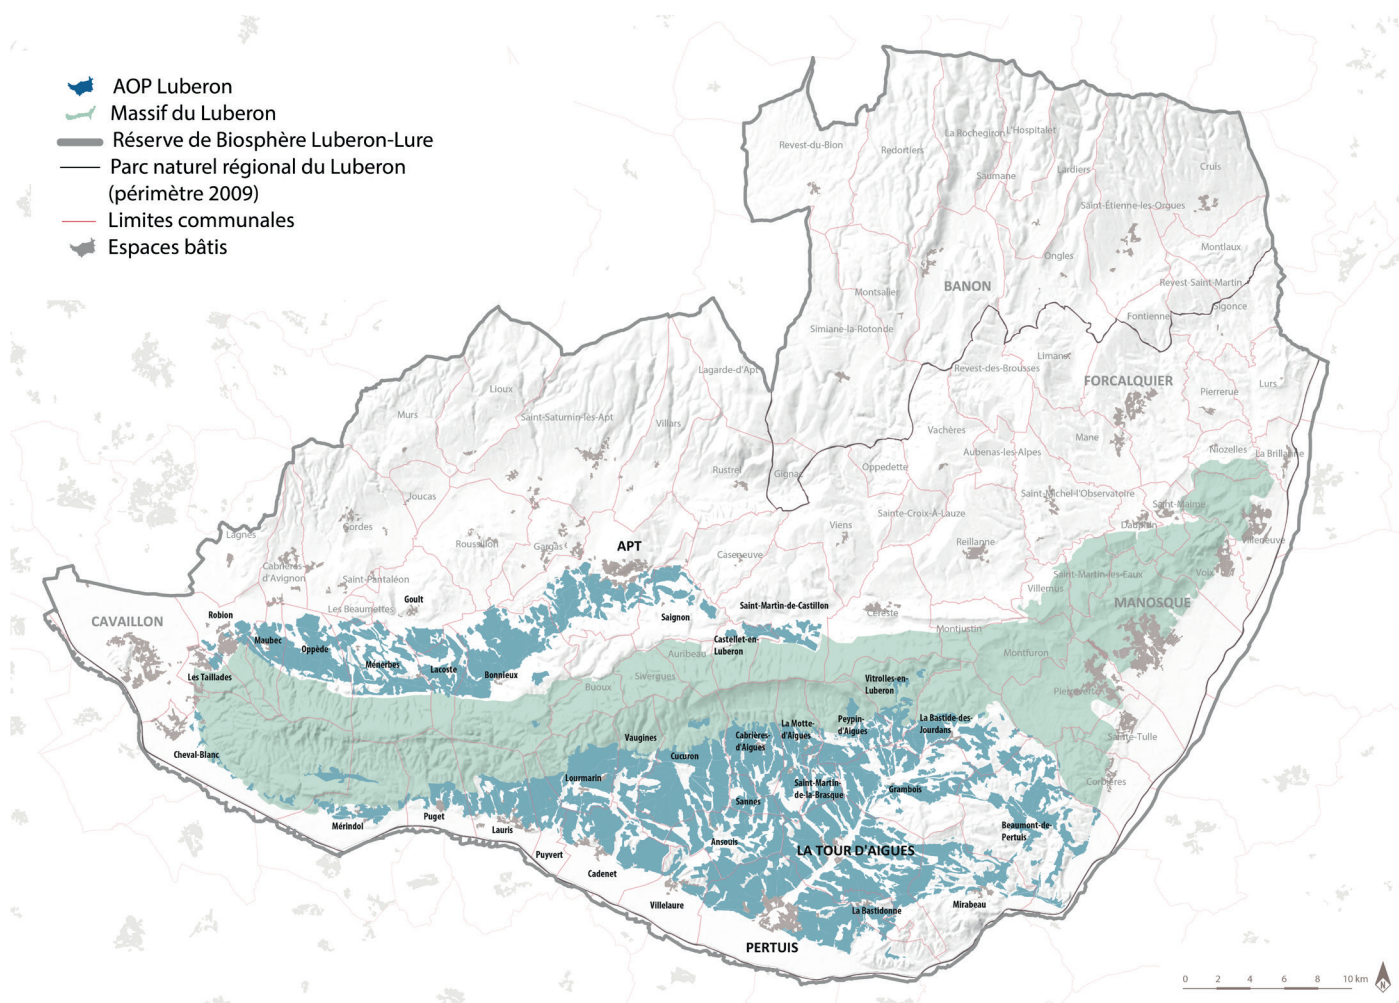 AOP Luberon
Massif du Luberon
Réserve de Biosphère Luberon-Lure
Parc naturel régional du Luberon
(périmètre 2009)
Limites communales
Espaces bâtis
Revest-du-Bion
Redortiers
La Rochegiron
L'Hospitalet
Saumane
Lardiers
Cruis
Saint-Étienne-les-Orgues
Montlaux
Ongles
BANON
Revest-Saint-Martin
Montsalier
Sigonce
Fontienne
Simiane-la-Rotonde
Limans
Revest-des-Brousses
Lagarde-d'Apt
FORCALQUIER
Lurs
Pierrerue
Lioux
Murs
Saint-Saturnin-lès-Apt
Villars
Vachères
Mane
Aubenas-les-Alpes
Niozelles
La Brillanne
Rustrel
Gignac
Oppedette
Joucas
Saint-Michel-l'Observatoire
Saint-Maime
Sainte-Croix-À-Lauze
Gordes
Viens
Dauphin
Lagnes
Roussillon
Gargas
APT
Caseneuve
Reillanne
Villeneuve
Cabrières
d'Avignon
Saint-Pantaléon
Saint-Martin-les-Eaux
Voix
Villemus
Goult
Les Beaumettes
Saint-Martin-de-Castillon
MANOSQUE
Céreste
CAVAILLON
Robion
Saignon
Montjustin
Maubec
Oppède
Castellet-en-
Luberon
Auribeau
Montfuron
Ménerbes
Lacoste
Bonnieux
Les Taillades
Sivergues
Buoux
Vitrolles-en-
Luberon
Pierrevert
La Motte-
d'Aigues
Peypin-
d'Aigues
La Bastide-des-
Jourdans
Sainte-Tulle
Vaugines
Cabrières
d'Aigues
Cheval-Blanc
Cucuron
Lourmarin
Saint-Martin-
de-la-Brasque
Grambois
Corbières
Sannes
Puget
Mérindol
Lauris
Beaumont-de-
Pertuis
Ansouis
LA TOUR D'AIGUES
Puyvert
Cadenet
Villelaure
La Bastidonne
Mirabeau
PERTUIS
0 2 4 6 8 10 km
N